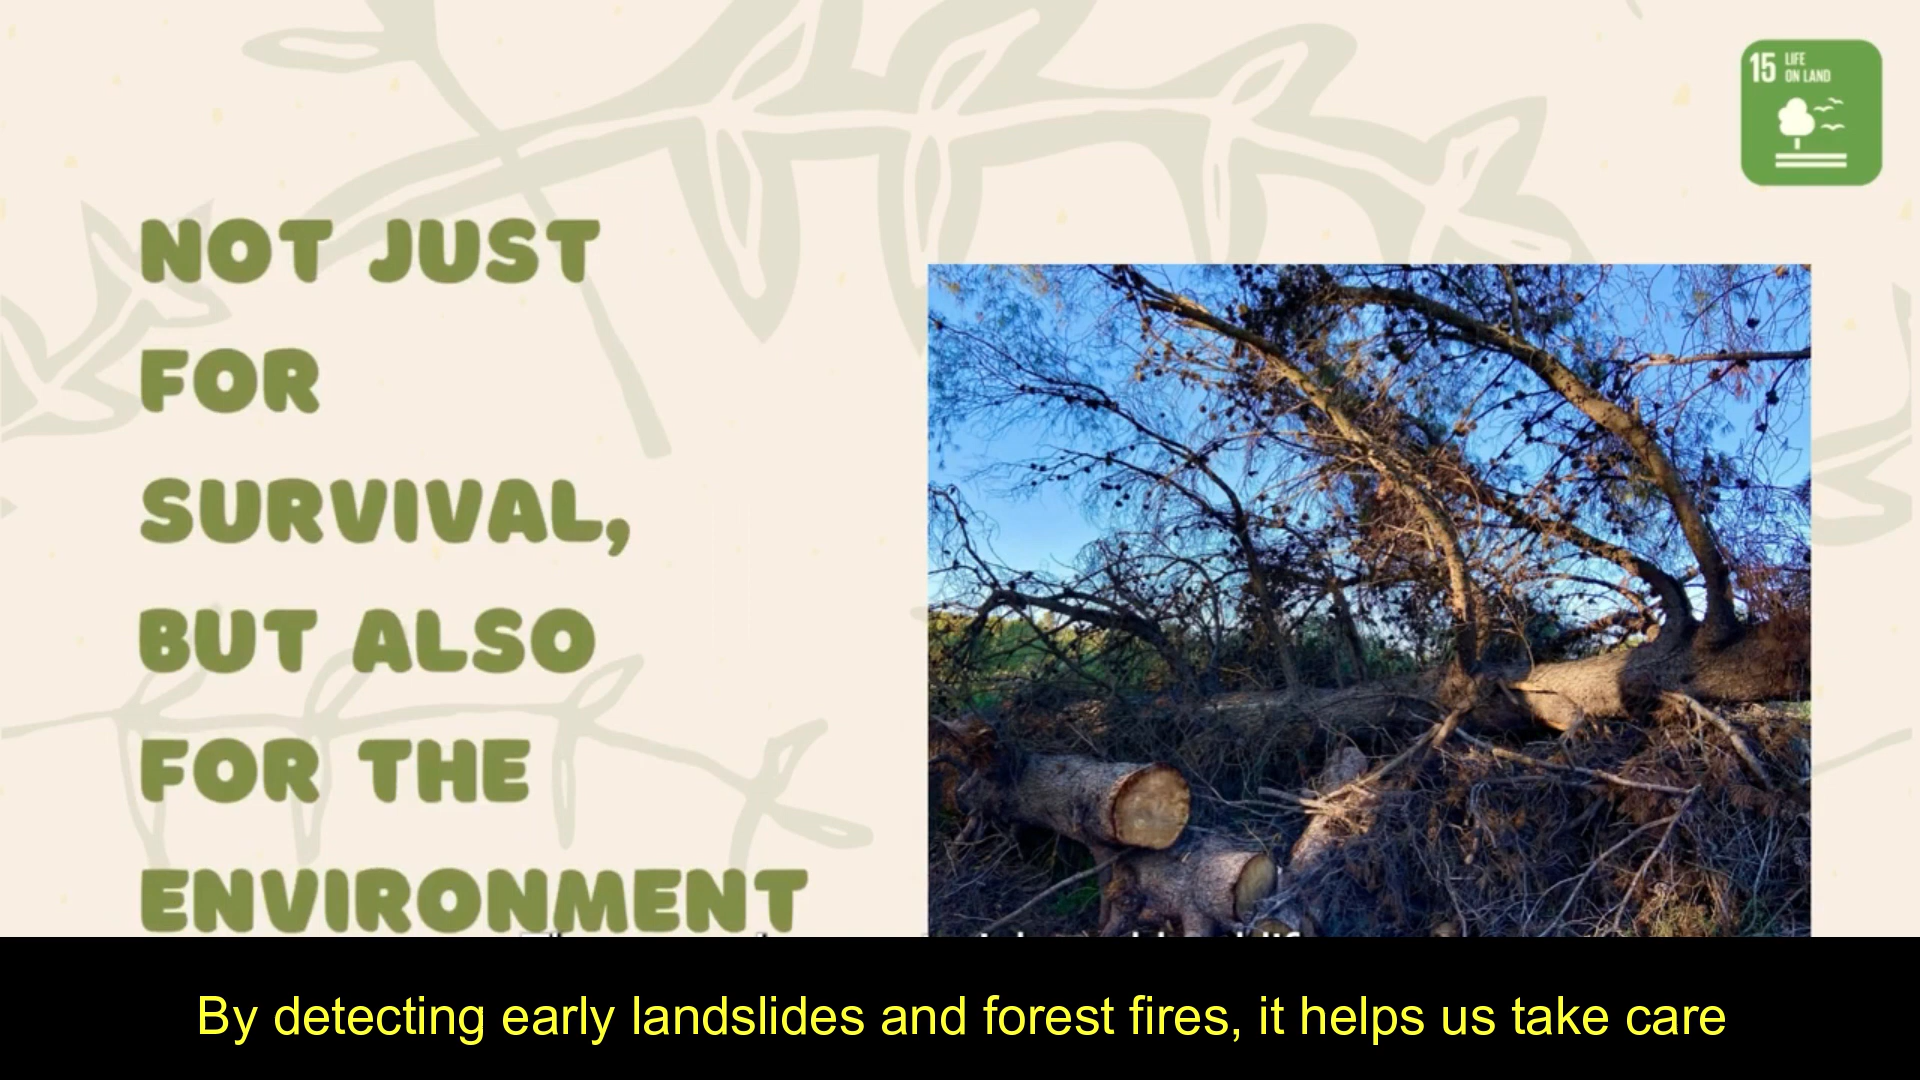 15 LIFE
ON LAND
NOT JUST
FOR
SURVIVAL,
BUT ALSO
FOR THE
ENVIRONMENT
By detecting early landslides and forest fires, it helps us take care